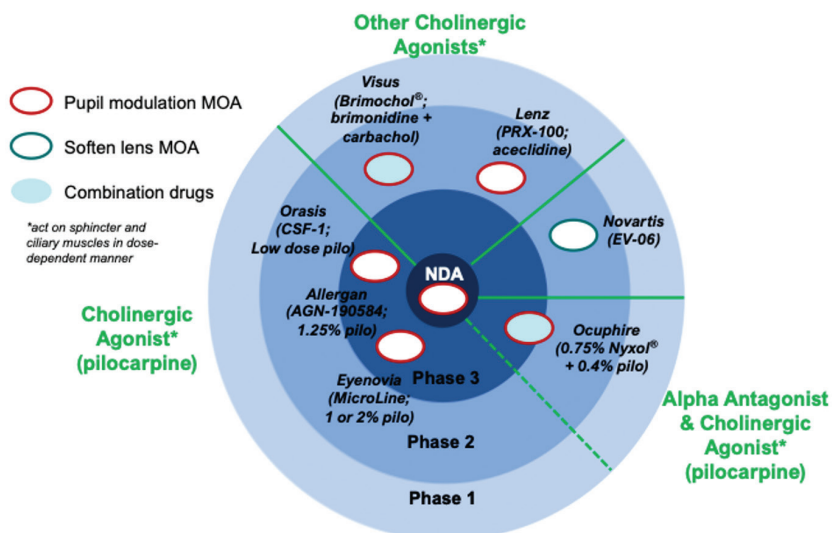 Other Cholinergic
Agonists*
Pupil modulation MOA
Soften lens MOA
Combination drugs
*act on sphincter and
ciliary muscles in dose-
dependent manner
Visus
(Brimochol®;
brimonidine +
carbachol)
Lenz
(PRX-100;
aceclidine)
Novartis
(EV-06)
Orasis
(CSF-1;
Low dose pilo)
NDA
Allergan
(AGN-190584;
1.25% pilo)
Eyenovia
(MicroLine;
1 or 2% pilo)
Ocuphire
(0.75% Nyxol®
+ 0.4% pilo)
Cholinergic
Agonist*
(pilocarpine)
Phase 3
Phase 2
Phase 1
Alpha Antagonist
& Cholinergic
Agonist*
(pilocarpine)